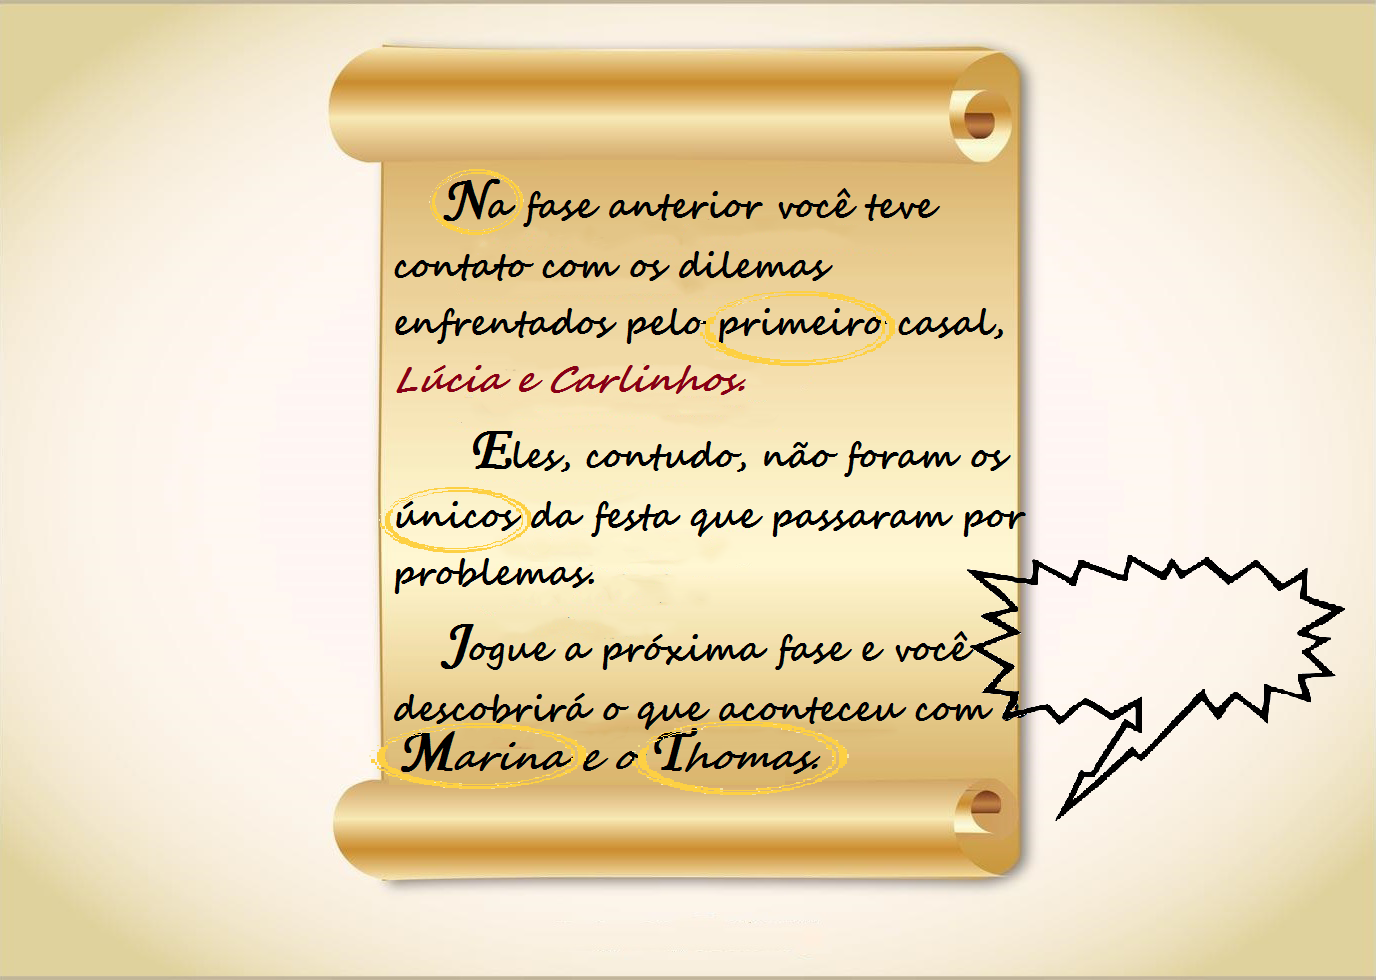 Na fase anterior você teve
contato com os dilemas
enfrentados pelo primeiro casal,
Lúcia e Carlinhos.
Eles, contudo, não foram os
únicos da festa que passaram por
problemas.
Jogue a próxima fase e você
descobrirá o que aconteceu com
Marina e o Thomas.